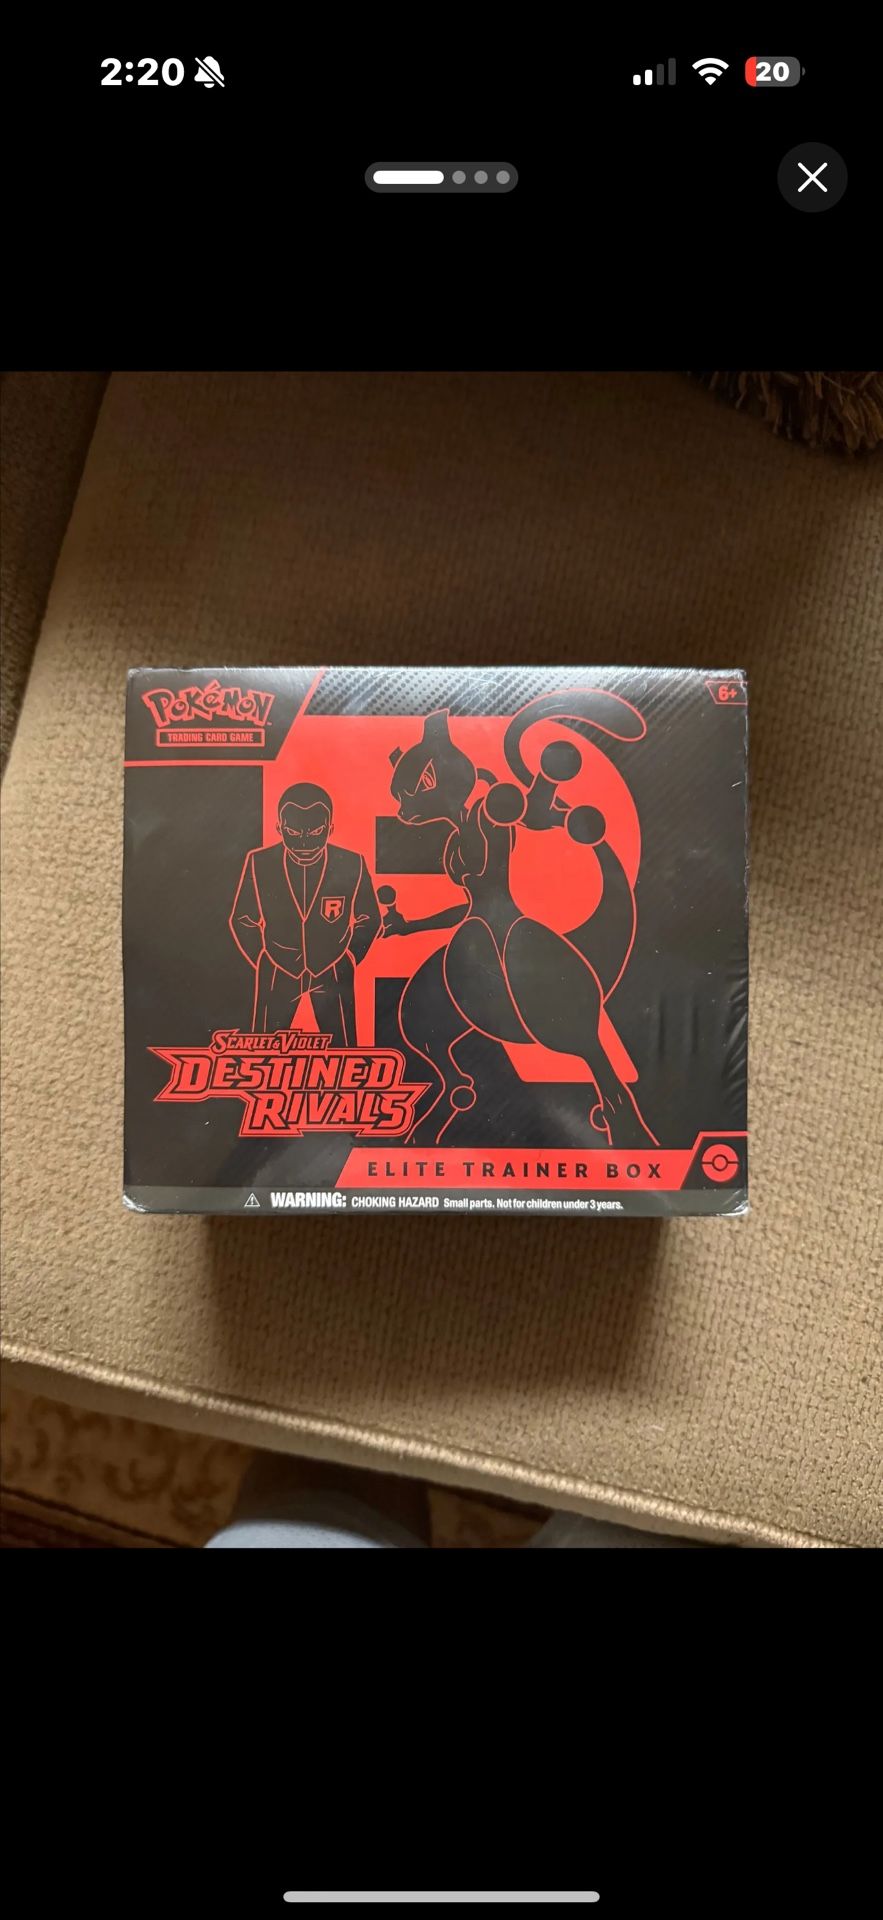 2:20
20
POKéMON
TRADING CARD GAME
6+
R
SCARLET & VIOLET
DESTINED
RIVALS
ELITE TRAINER BOX
WARNING: CHOKING HAZARD Small parts. Not for children under 3 years.